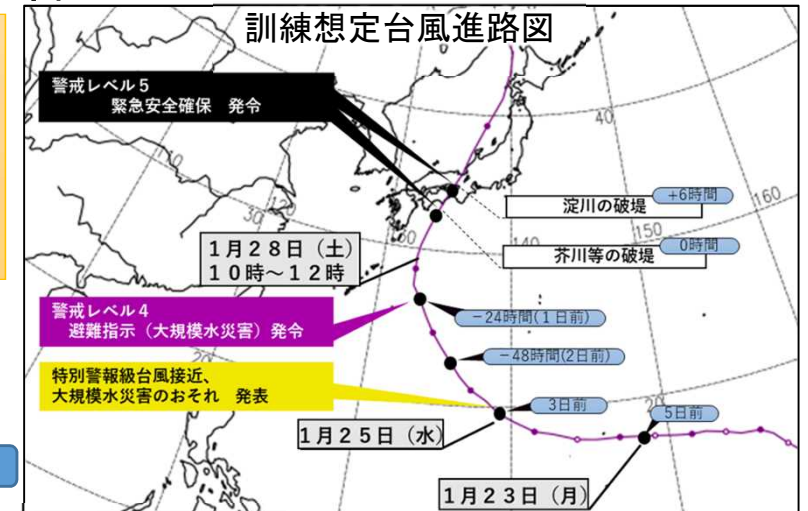 訓練想定台風進路図
警戒レベル5
緊急安全確保　発令
40
110
120
30
130
140
150
160
淀川の破堤
+6時間
芥川等の破堤
0時間
1月28日（土）
10時～12時
警戒レベル4
避難指示（大規模水災害）発令
－24時間(1日前)
－48時間(2日前)
20
特別警報級台風接近、
大規模水災害のおそれ　発表
3日前
20
5日前
1月25日（水）
1月23日（月）